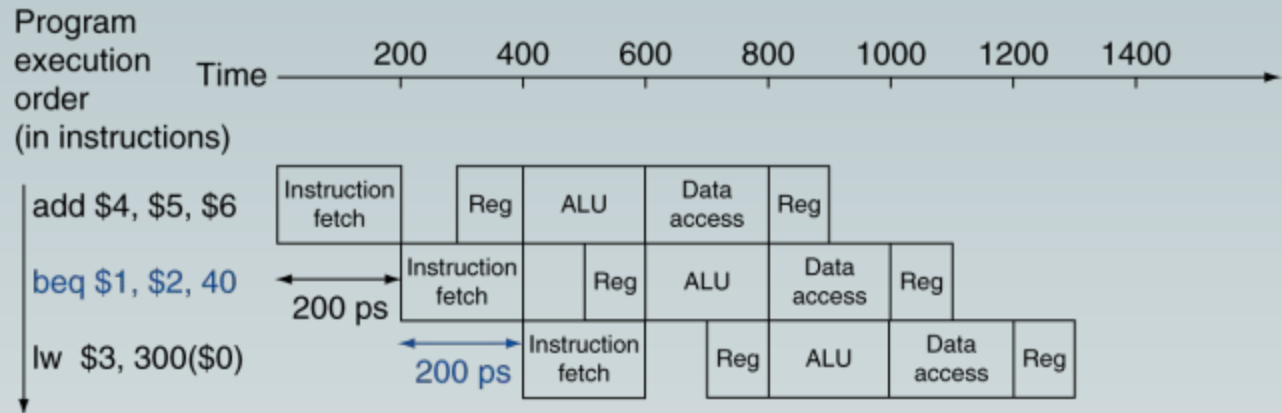 Program
execution
order
(in instructions)
Time
200 400 600 800 1000 1200 1400
add $4, $5, $6
Instruction
fetch
Reg
ALU
Data
access
Reg
beq $1, $2, 40
200 ps
Instruction
fetch
Reg
ALU
Data
access
Reg
lw $3, 300($0)
200 ps
Instruction
fetch
Reg
ALU
Data
access
Reg